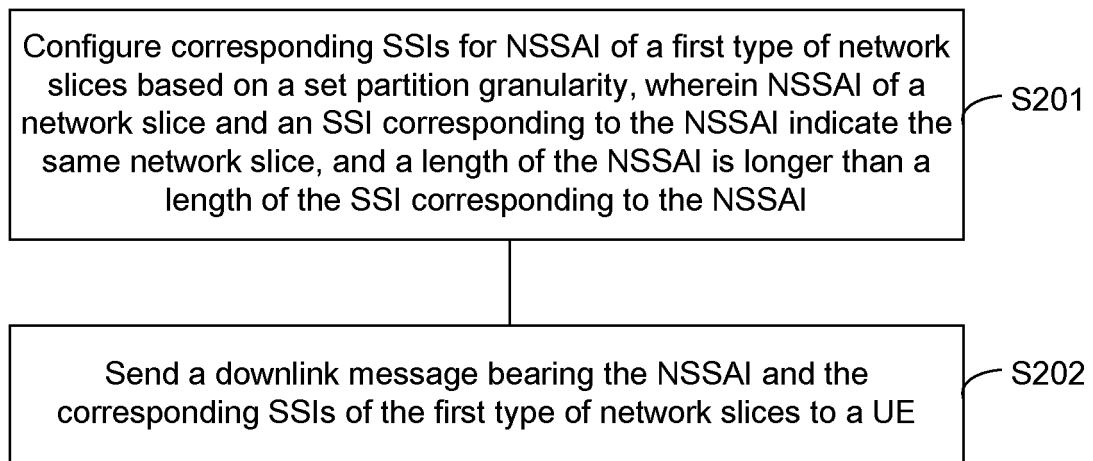 Configure corresponding SSIs for NSSAI of a first type of network
slices based on a set partition granularity, wherein NSSAI of a
network slice and an SSI corresponding to the NSSAI indicate the
same network slice, and a length of the NSSAI is longer than a
length of the SSI corresponding to the NSSAI
S201
Send a downlink message bearing the NSSAI and the
corresponding SSIs of the first type of network slices to a UE
S202